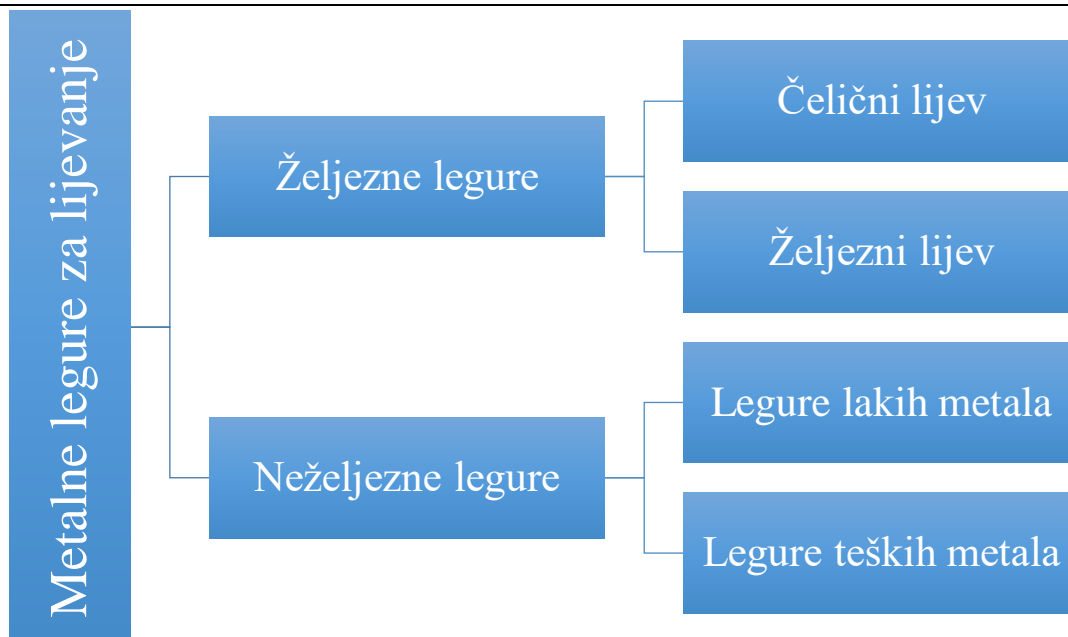 Metalne legure za lijevanje
Željezne legure
Čelični lijev
Željezni lijev
Neželjezne legure
Legure lakih metala
Legure teških metala